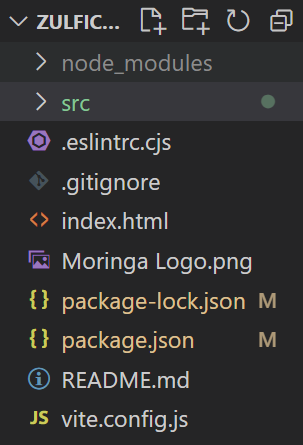 ZULFIC...
node_modules
src
.eslintrc.cjs
.gitignore
index.html
Moringa Logo.png
package-lock.json M
package.json M
README.md
JS vite.config.js